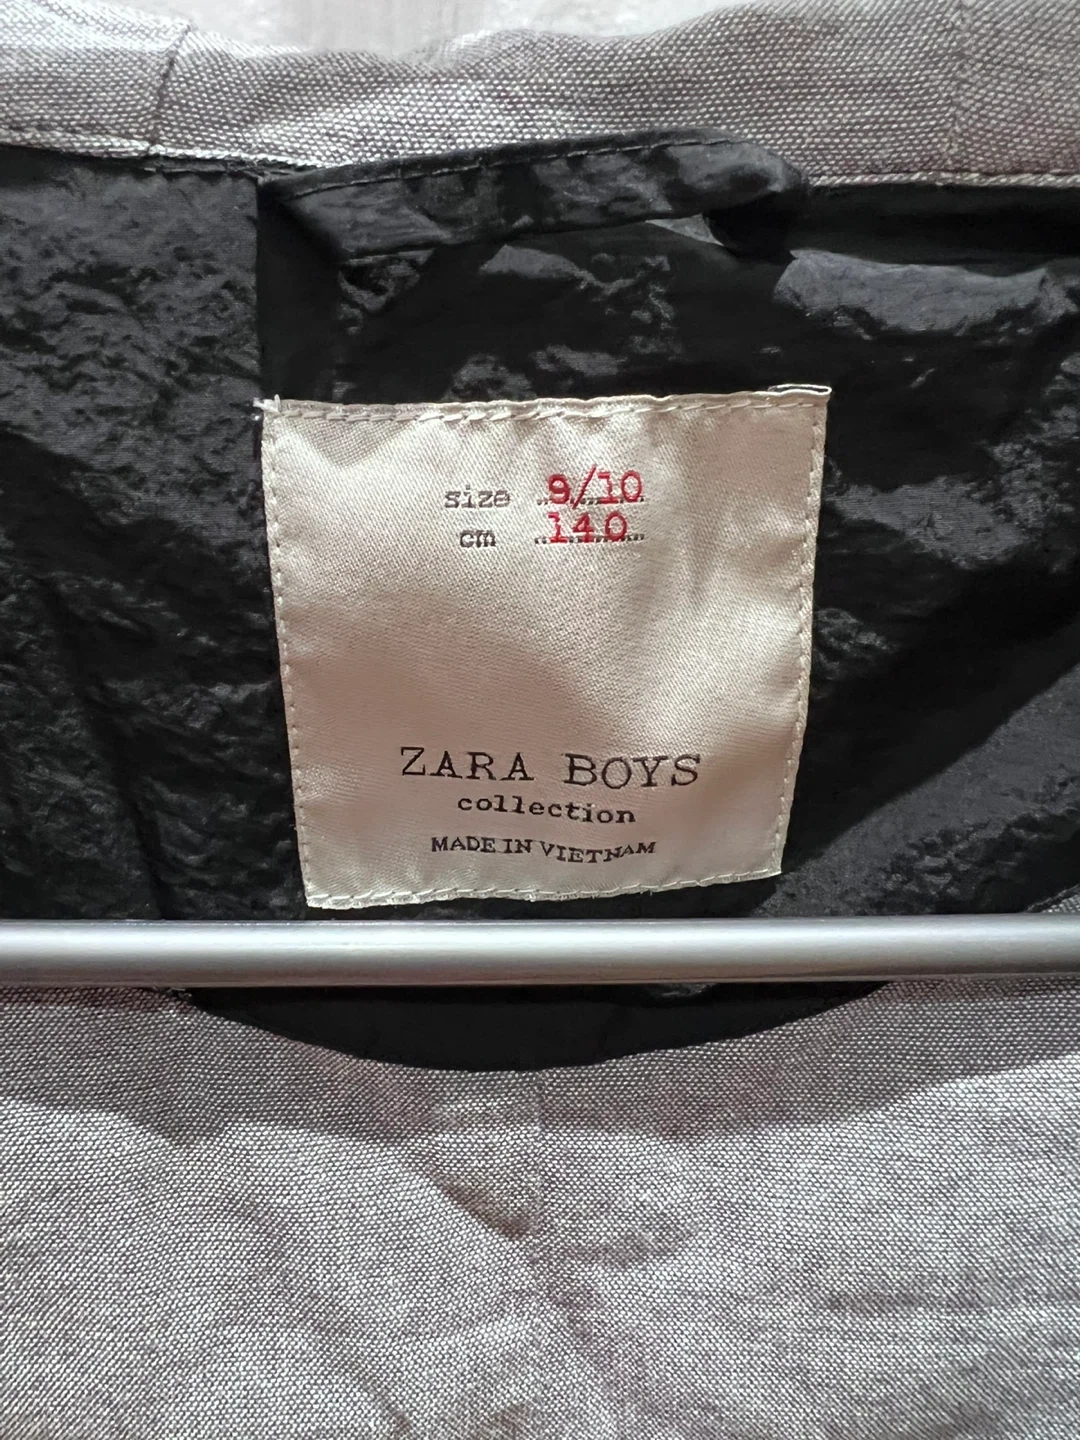 size 9/10
cm 140
ZARA BOYS
collection
MADE IN VIETNAM